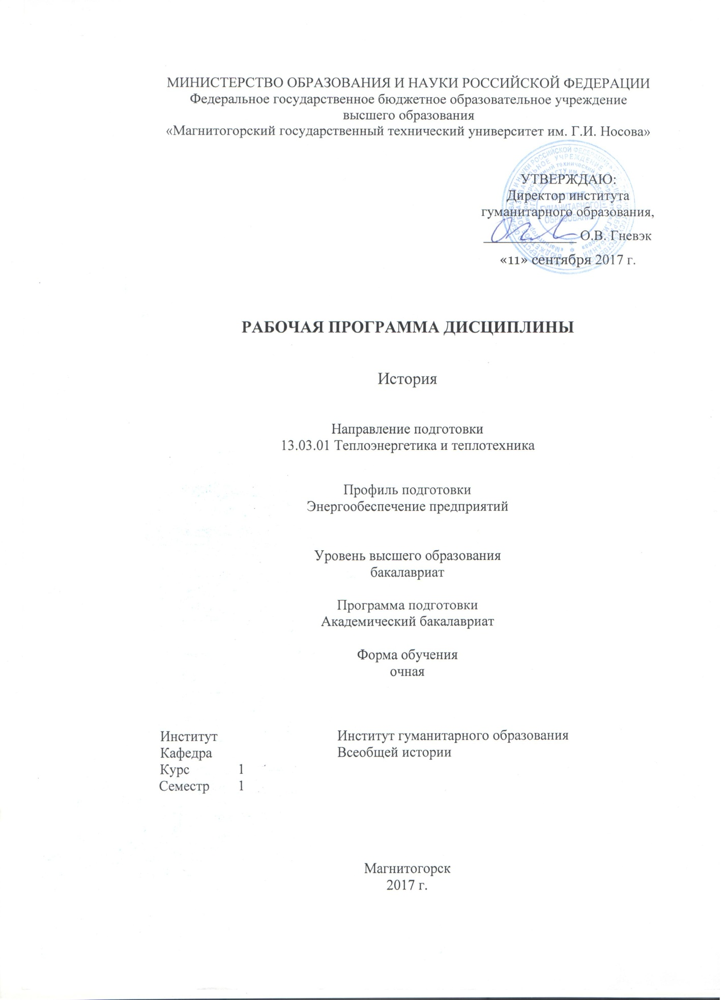 МИНИСТЕРСТВО ОБРАЗОВАНИЯ И НАУКИ РОССИЙСКОЙ ФЕДЕРАЦИИ
Федеральное государственное бюджетное образовательное учреждение
высшего образования
«Магнитогорский государственный технический университет им. Г.И. Носова»
УТВЕРЖДАЮ:
Директор института
гуманитарного образования,
О.В. Гневэк
«11» сентября 2017 г.
ГУМАНИТАРНОГО
ОБРАЗОВАНИЯ
РАБОЧАЯ ПРОГРАММА ДИСЦИПЛИНЫ
История
Направление подготовки
13.03.01 Теплоэнергетика и теплотехника
Профиль подготовки
Энергообеспечение предприятий
Уровень высшего образования
бакалавриат
Программа подготовки
Академический бакалавриат
Форма обучения
очная
Институт Институт гуманитарного образования
Кафедра Всеобщей истории
Курс 1
Семестр 1
Магнитогорск
2017 г.